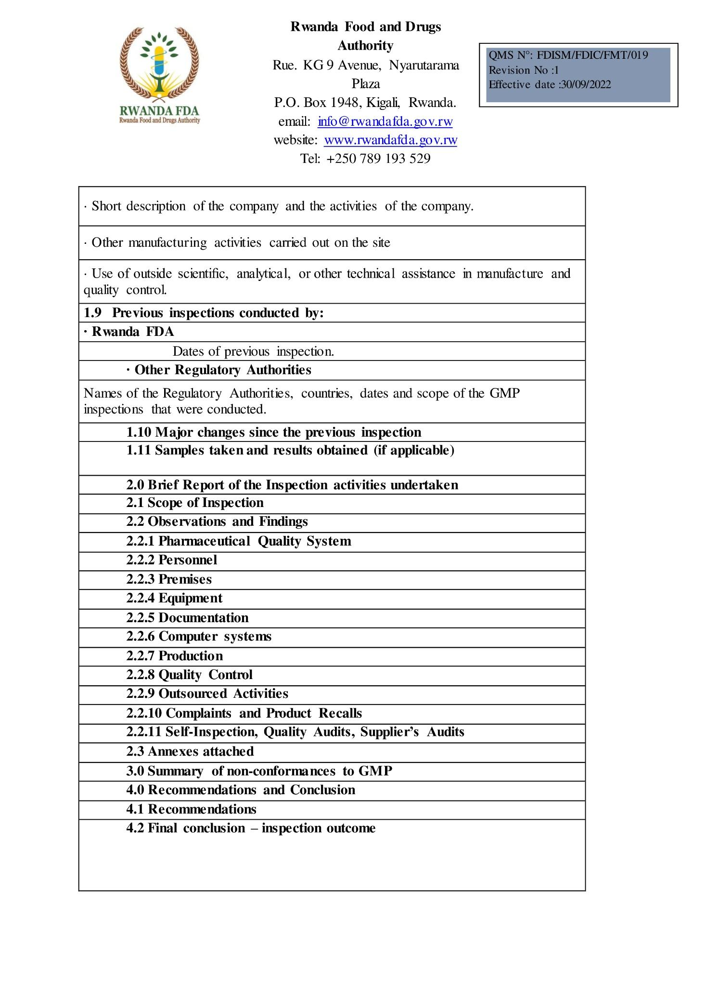 RWANDA FDA
Rwanda Food and Drugs Authority
Rwanda Food and Drugs
Authority
Rue. KG 9 Avenue, Nyarutarama
Plaza
P.O. Box 1948, Kigali, Rwanda.
email: info@rwandafda.gov.rw
website: www.rwandafda.gov.rw
Tel: +250 789 193 529
QMS N°: FDISM/FDIC/FMT/019
Revision No :1
Effective date :30/09/2022
· Short description of the company and the activities of the company.
· Other manufacturing activities carried out on the site
· Use of outside scientific, analytical, or other technical assistance in manufacture and
quality control.
1.9 Previous inspections conducted by:
· Rwanda FDA
Dates of previous inspection.
· Other Regulatory Authorities
Names of the Regulatory Authorities, countries, dates and scope of the GMP
inspections that were conducted.
1.10 Major changes since the previous inspection
1.11 Samples taken and results obtained (if applicable)
2.0 Brief Report of the Inspection activities undertaken
2.1 Scope of Inspection
2.2 Observations and Findings
2.2.1 Pharmaceutical Quality System
2.2.2 Personnel
2.2.3 Premises
2.2.4 Equipment
2.2.5 Documentation
2.2.6 Computer systems
2.2.7 Production
2.2.8 Quality Control
2.2.9 Outsourced Activities
2.2.10 Complaints and Product Recalls
2.2.11 Self-Inspection, Quality Audits, Supplier’s Audits
2.3 Annexes attached
3.0 Summary of non-conformances to GMP
4.0 Recommendations and Conclusion
4.1 Recommendations
4.2 Final conclusion – inspection outcome